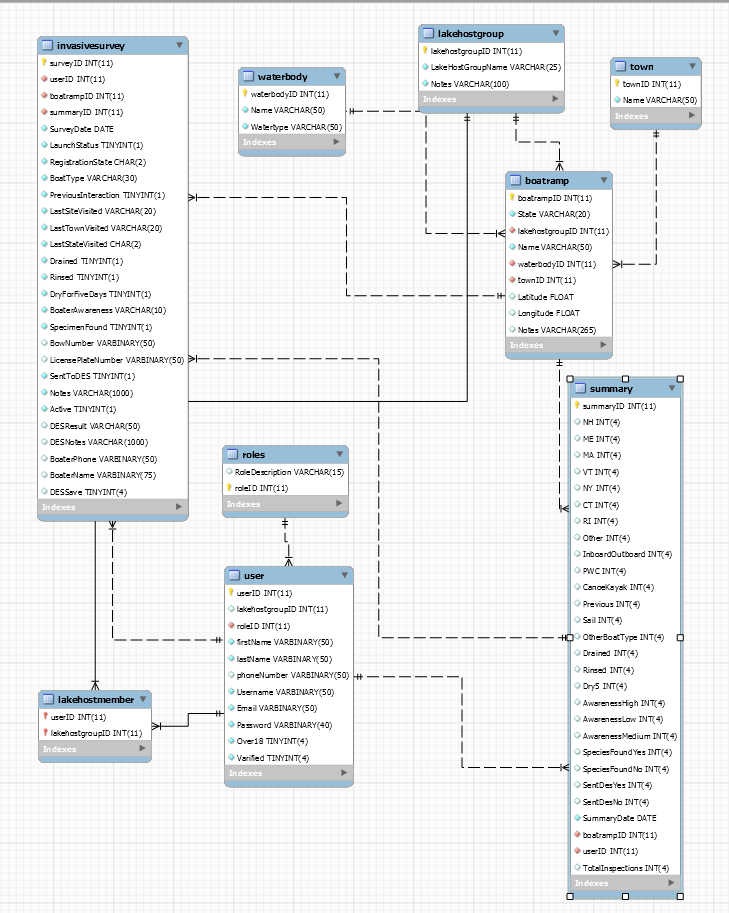 invasivesurvey
surveyID INT(11)
userID INT(11)
boatrampID INT(11)
summaryID INT(11)
SurveyDate DATE
LaunchStatus TINYINT(1)
RegistrationState CHAR(2)
BoatType VARCHAR(30)
PreviousInteraction TINYINT(1)
LastSiteVisited VARCHAR(20)
LastTownVisited VARCHAR(20)
LastStateVisited CHAR(2)
Drained TINYINT(1)
Rinsed TINYINT(1)
DryForFiveDays TINYINT(1)
BoaterAwareness VARCHAR(10)
SpecimenFound TINYINT(1)
BowNumber VARBINARY(50)
LicensePlateNumber VARBINARY(50)
SentToDES TINYINT(1)
Notes VARCHAR(1000)
Active TINYINT(1)
DESResult VARCHAR(50)
DESNotes VARCHAR(1000)
BoaterPhone VARBINARY(50)
BoaterName VARBINARY(75)
DESSave TINYINT(4)
Indexes
waterbody
waterbodyID INT(11)
Name VARCHAR(50)
Watertype VARCHAR(50)
Indexes
lakehostgroup
lakehostgroupID INT(11)
LakeHostGroupName VARCHAR(25)
Notes VARCHAR(100)
Indexes
town
townID INT(11)
Name VARCHAR(50)
Indexes
boatramp
boatrampID INT(11)
State VARCHAR(20)
lakehostgroupID INT(11)
Name VARCHAR(50)
waterbodyID INT(11)
townID INT(11)
Latitude FLOAT
Longitude FLOAT
Notes VARCHAR(265)
Indexes
summary
summaryID INT(11)
NH INT(4)
ME INT(4)
MA INT(4)
VT INT(4)
NY INT(4)
CT INT(4)
RI INT(4)
Other INT(4)
InboardOutboard INT(4)
PWC INT(4)
CanoeKayak INT(4)
Previous INT(4)
Sail INT(4)
OtherBoatType INT(4)
Drained INT(4)
Rinsed INT(4)
Dry5 INT(4)
AwarenessHigh INT(4)
AwarenessLow INT(4)
AwarenessMedium INT(4)
SpeciesFoundYes INT(4)
SpeciesFoundNo INT(4)
SentDesYes INT(4)
SentDesNo INT(4)
SummaryDate DATE
boatrampID INT(11)
userID INT(11)
TotalInspections INT(4)
Indexes
roles
RoleDescription VARCHAR(15)
roleID INT(11)
Indexes
user
userID INT(11)
lakehostgroupID INT(11)
roleID INT(11)
firstName VARBINARY(50)
lastName VARBINARY(50)
phoneNumber VARBINARY(50)
Username VARBINARY(50)
Email VARBINARY(50)
Password VARBINARY(40)
Over18 TINYINT(4)
Varified TINYINT(4)
Indexes
lakehostmember
userID INT(11)
lakehostgroupID INT(11)
Indexes